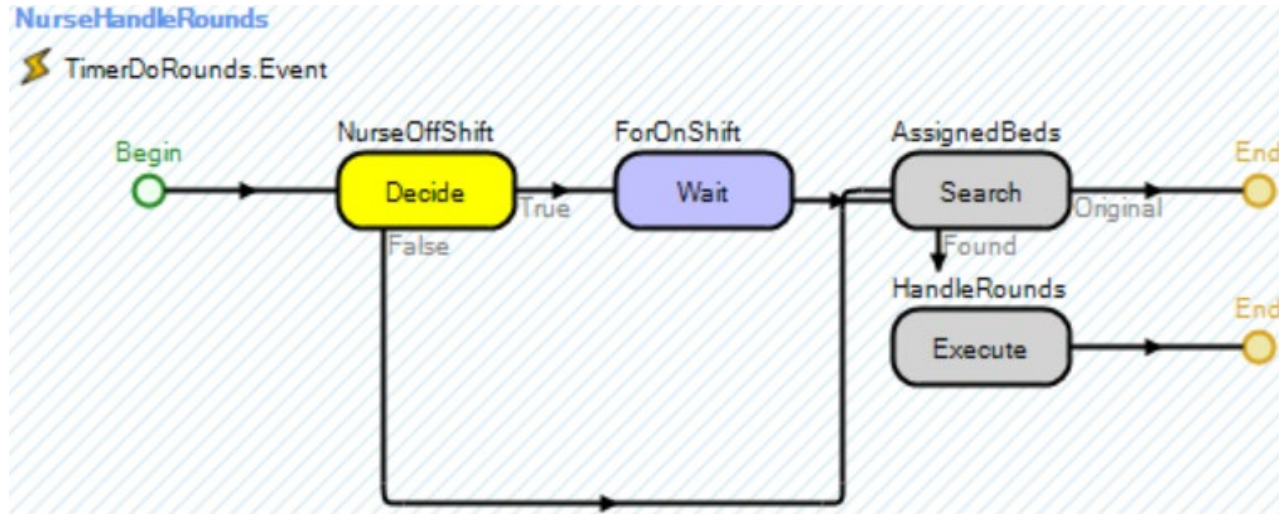 NurseHandleRounds
TimerDoRounds.Event
NurseOffShift
ForOnShift
AssignedBeds
Begin
End
Decide
Wait
Search
True
Original
False
Found
HandleRounds
End
Execute